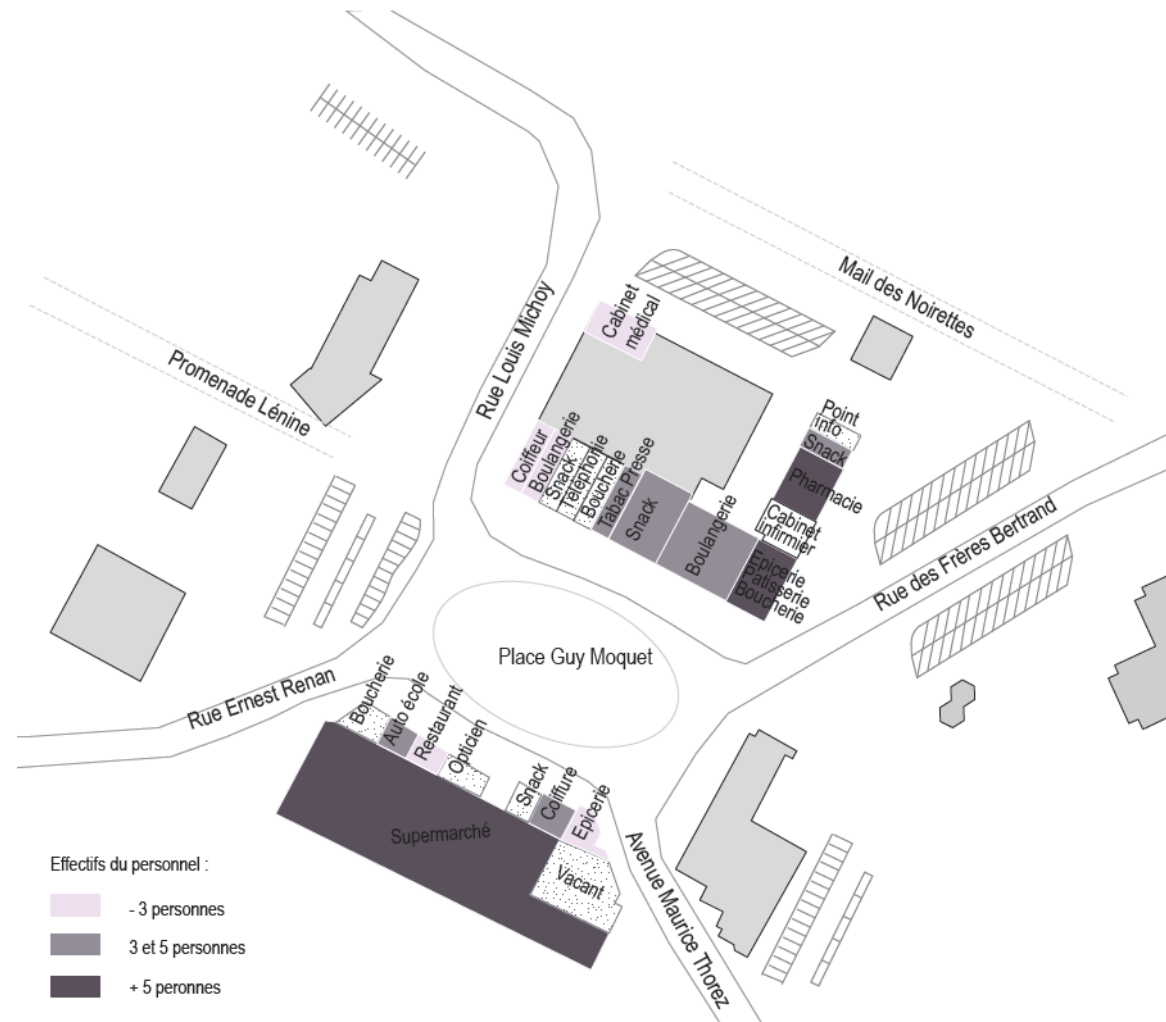 Mail des Noirettes
Rue Louis Michoy
Promenade Lénine
Cabinet
médical
Coiffeur
Boulangerie
Snack
Téléphonie
Boucherie
Tabac Presse
Snack
Boulangerie
Point
info
Snack
Pharmacie
Cabinet
infirmier
Epicerie
Patisserie
Boucherie
Rue des Frères Bertrand
Place Guy Moquet
Rue Ernest Renan
Boucherie
Auto école
Restaurant
Opticien
Snack
Coiffure
Epicerie
Supermarché
Vacant
Avenue Maurice Thorez
Effectifs du personnel :
- 3 personnes
3 et 5 personnes
+ 5 peronnes